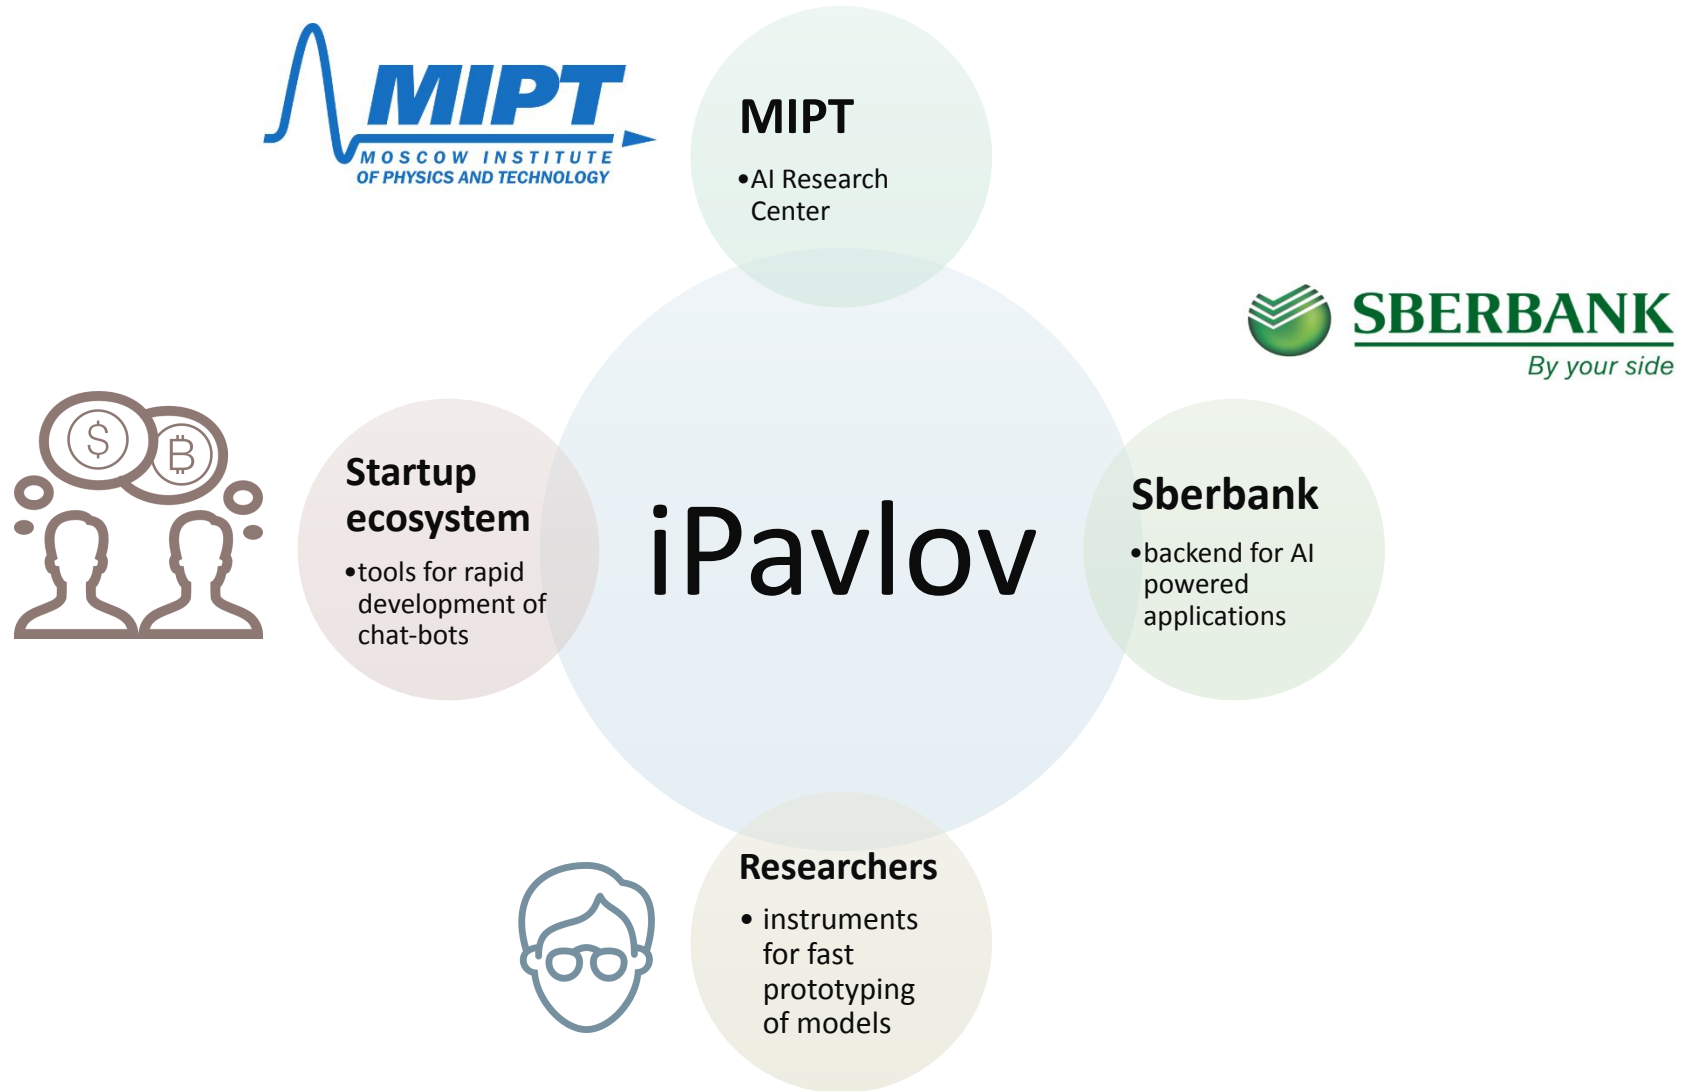 MIPT
MOSCOW INSTITUTE
OF PHYSICS AND TECHNOLOGY
MIPT
•AI Research
Center
SBERBANK
By your side
$
₿
Startup
ecosystem
•tools for rapid
development of
chat-bots
iPavlov
Sberbank
•backend for AI
powered
applications
Researchers
• instruments
for fast
prototyping
of models